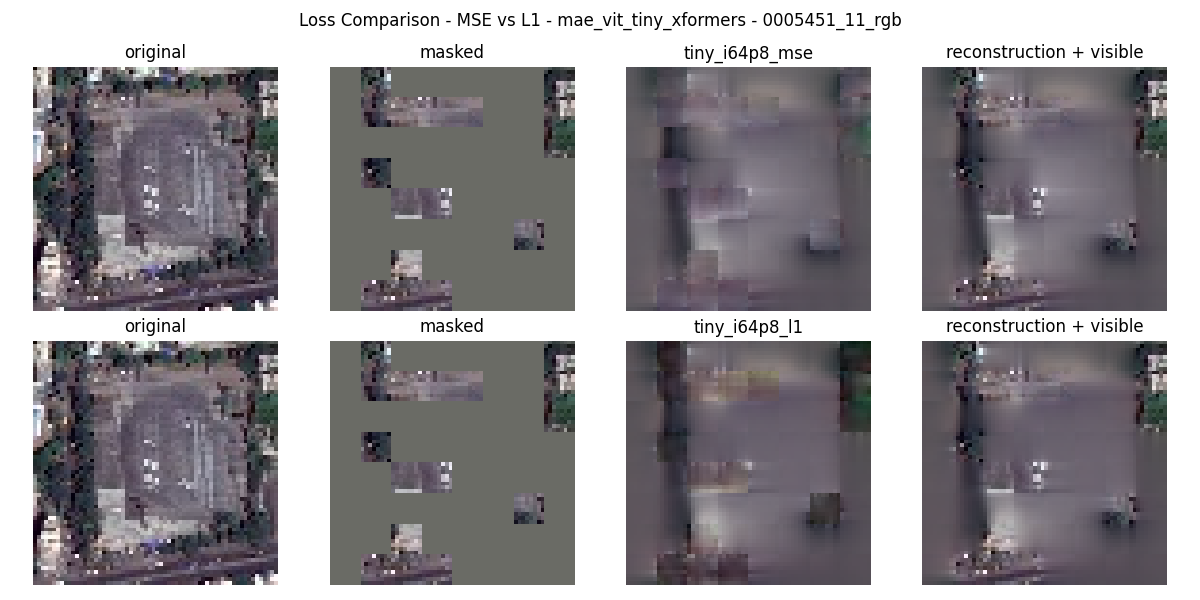 Loss Comparison - MSE vs L1 - mae_vit_tiny_xformers - 0005451_11_rgb
original
masked
tiny_i64p8_mse
reconstruction + visible
original
masked
tiny_i64p8_l1
reconstruction + visible